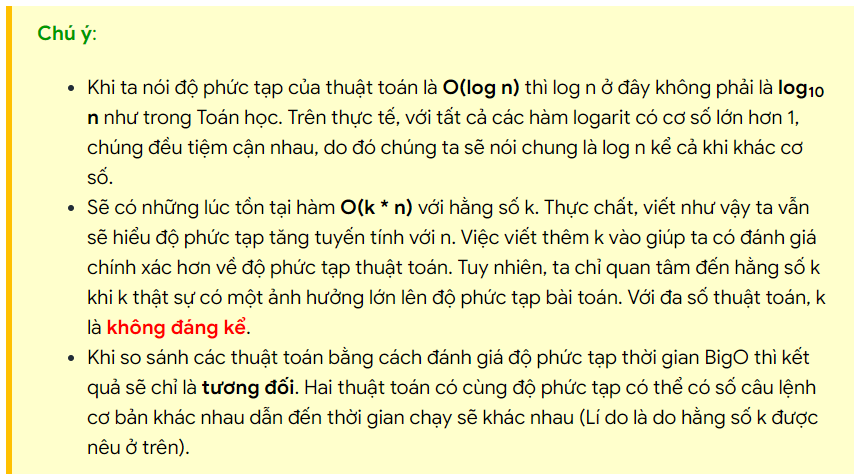 Chú ý:
• Khi ta nói độ phức tạp của thuật toán là O(log n) thì log n ở đây không phải là log₁₀
n như trong Toán học. Trên thực tế, với tất cả các hàm logarit có cơ số lớn hơn 1,
chúng đều tiệm cận nhau, do đó chúng ta sẽ nói chung là log n kể cả khi khác cơ
số.
• Sẽ có những lúc tồn tại hàm O(k * n) với hằng số k. Thực chất, viết như vậy ta vẫn
sẽ hiểu độ phức tạp tăng tuyến tính với n. Việc viết thêm k vào giúp ta có đánh giá
chính xác hơn về độ phức tạp thuật toán. Tuy nhiên, ta chỉ quan tâm đến hằng số k
khi k thật sự có một ảnh hưởng lớn lên độ phức tạp bài toán. Với đa số thuật toán, k
là không đáng kể.
• Khi so sánh các thuật toán bằng cách đánh giá độ phức tạp thời gian BigO thì kết
quả sẽ chỉ là tương đối. Hai thuật toán có cùng độ phức tạp có thể có số câu lệnh
cơ bản khác nhau dẫn đến thời gian chạy sẽ khác nhau (Lí do là do hằng số k được
nêu ở trên).